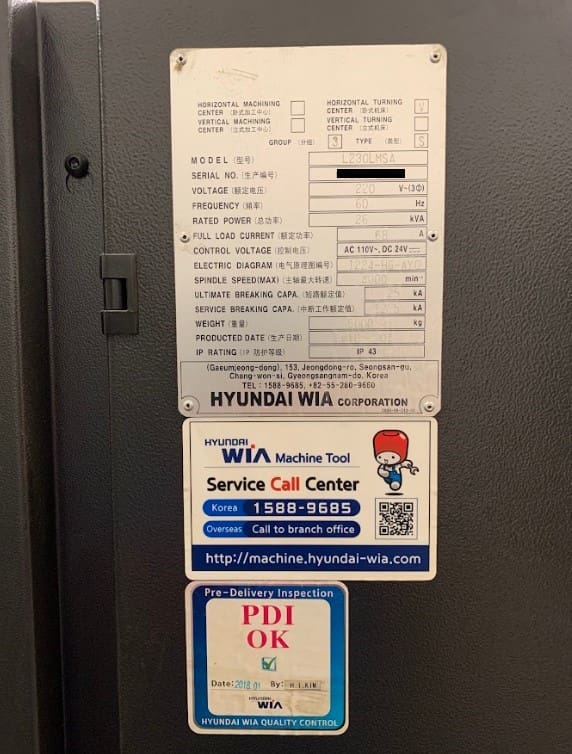 HORIZONTAL MACHINING CENTER (卧式加工中心)
HORIZONTAL TURNING CENTER (卧式机床) V
VERTICAL MACHINING CENTER (立式加工中心)
VERTICAL TURNING CENTER (立式机床)
GROUP (分组) 3 TYPE (类型) S
MODEL (型号) L230LMSA
SERIAL NO. (生产编号)
VOLTAGE (额定电压) 220 V~(3Φ)
FREQUENCY (频率) 60 Hz
RATED POWER (总功率) 26 kVA
FULL LOAD CURRENT (额定功率) 68 A
CONTROL VOLTAGE (控制电压) AC 110V~, DC 24V⎓
ELECTRIC DIAGRAM (电气原理图编号)
SPINDLE SPEED(MAX) (主轴最大转速) min⁻¹
ULTIMATE BREAKING CAPA. (短路额定值) kA
SERVICE BREAKING CAPA. (中断工作额定值) kA
WEIGHT (重量) kg
PRODUCTED DATE (生产日期)
IP RATING (IP 防护等级) IP 43
(Gaeumjeong-dong), 153, Jeongdong-ro, Seongsan-gu,
Chang-won-si, Gyeongsangnam-do, Korea
TEL : 1588-9685, +82-55-280-9660
HYUNDAI WIA CORPORATION
HYUNDAI
WIA Machine Tool
Service Call Center
Korea 1588-9685
Overseas Call to branch office
http://machine.hyundai-wia.com
Pre-Delivery Inspection
PDI
OK
Date: 2018.01 By: H.I.KIM
HYUNDAI
WIA
HYUNDAI WIA QUALITY CONTROL